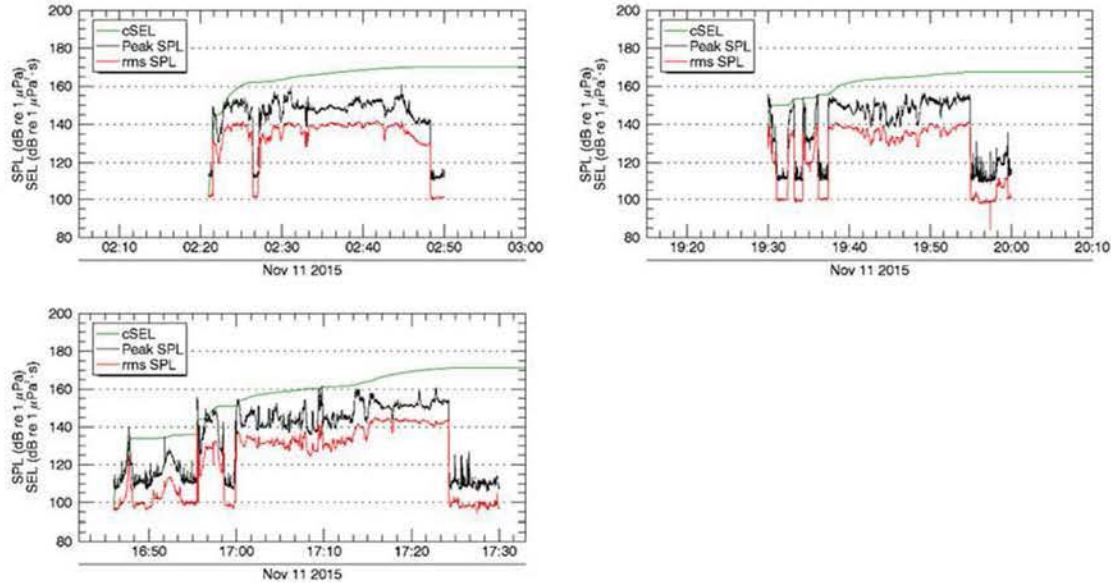 200
180
160
140
120
100
80
SPL (dB re 1 μPa)
SEL (dB re 1 μPa²·s)
cSEL
Peak SPL
rms SPL
02:10 02:20 02:30 02:40 02:50 03:00
Nov 11 2015
200
180
160
140
120
100
80
SPL (dB re 1 μPa)
SEL (dB re 1 μPa²·s)
cSEL
Peak SPL
rms SPL
19:20 19:30 19:40 19:50 20:00 20:10
Nov 11 2015
200
180
160
140
120
100
80
SPL (dB re 1 μPa)
SEL (dB re 1 μPa²·s)
cSEL
Peak SPL
rms SPL
16:50 17:00 17:10 17:20 17:30
Nov 11 2015